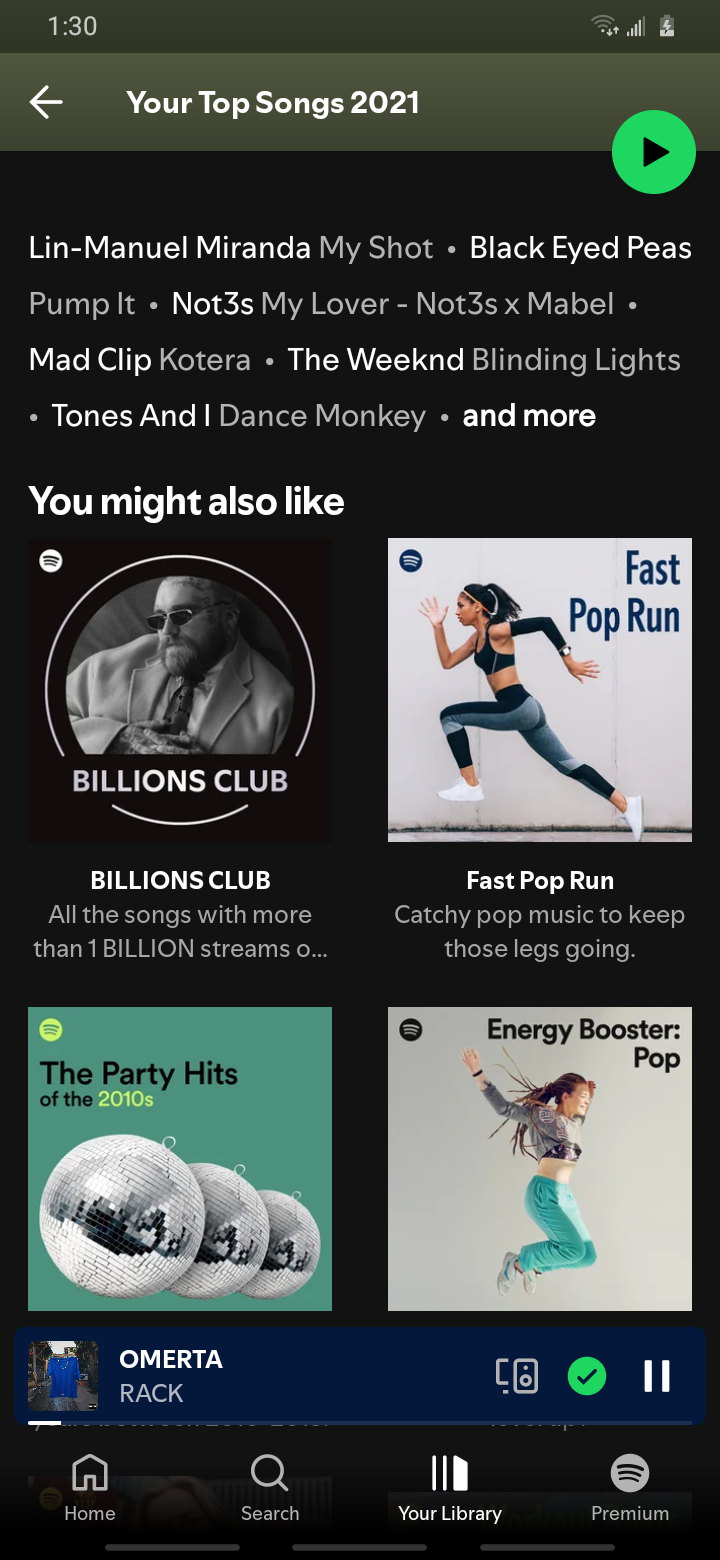 1:30
Your Top Songs 2021
Lin-Manuel Miranda My Shot • Black Eyed Peas
Pump It • Not3s My Lover - Not3s x Mabel •
Mad Clip Kotera • The Weeknd Blinding Lights
• Tones And I Dance Monkey • and more
You might also like
BILLIONS CLUB
Fast
Pop Run
BILLIONS CLUB
All the songs with more
than 1 BILLION streams o...
Fast Pop Run
Catchy pop music to keep
those legs going.
The Party Hits
of the 2010s
Energy Booster:
Pop
OMERTA
RACK
Home
Search
Your Library
Premium